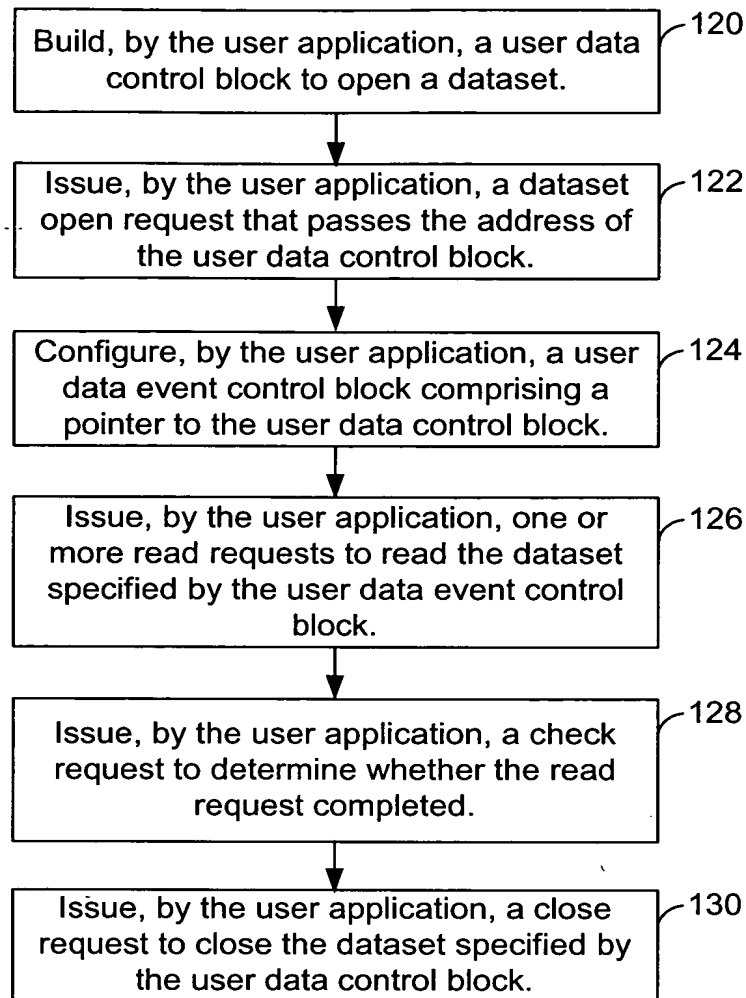 Build, by the user application, a user data
control block to open a dataset.
120
Issue, by the user application, a dataset
open request that passes the address of
the user data control block.
122
Configure, by the user application, a user
data event control block comprising a
pointer to the user data control block.
124
Issue, by the user application, one or
more read requests to read the dataset
specified by the user data event control
block.
126
Issue, by the user application, a check
request to determine whether the read
request completed.
128
Issue, by the user application, a close
request to close the dataset specified by
the user data control block.
130